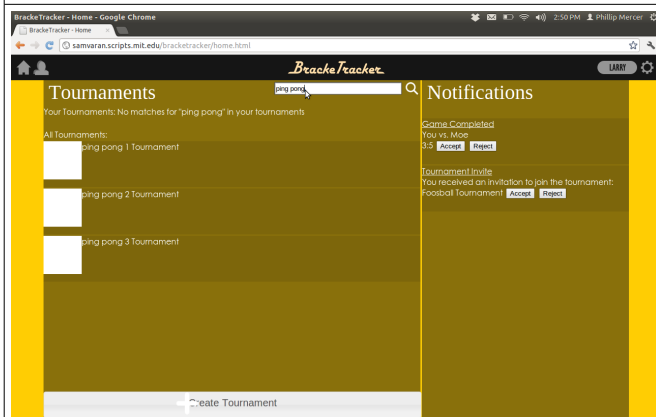 BrackeTracker - Home - Google Chrome
2:50 PM Phillip Mercer
BrackeTracker - Home ×
samvaran.scripts.mit.edu/bracketracker/home.html
BrackeTracker
LARRY
Tournaments
ping pong
Notifications
Your Tournaments: No matches for "ping pong" in your tournaments
All Tournaments:
ping pong 1 Tournament
ping pong 2 Tournament
ping pong 3 Tournament
Game Completed
You vs. Moe
3:5 Accept Reject
Tournament Invite
You received an invitation to join the tournament:
Foosball Tournament Accept Reject
Create Tournament